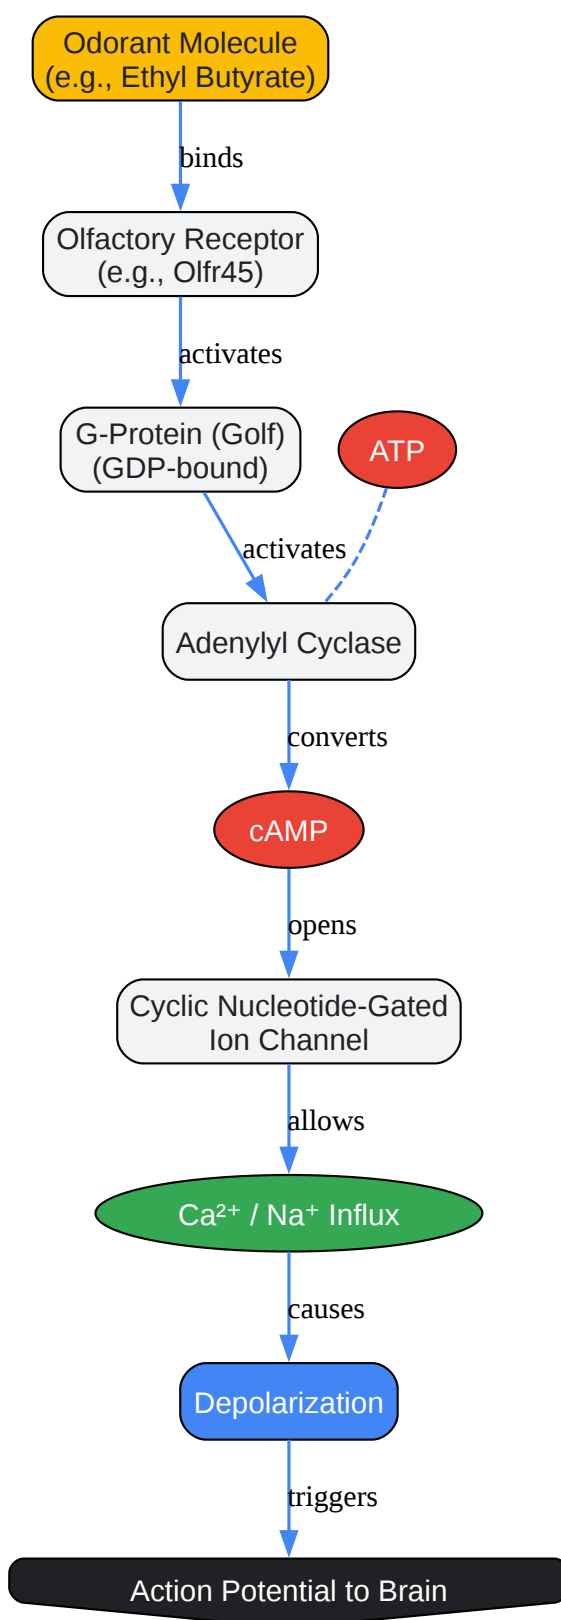 Odorant Molecule
(e.g., Ethyl Butyrate)
binds
Olfactory Receptor
(e.g., Olfr45)
activates
G-Protein (Golf)
(GDP-bound)
ATP
activates
Adenylyl Cyclase
converts
cAMP
opens
Cyclic Nucleotide-Gated
Ion Channel
allows
Ca²⁺ / Na⁺ Influx
causes
Depolarization
triggers
Action Potential to Brain